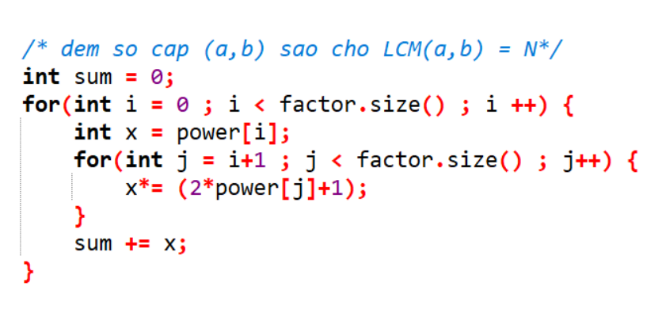 /* dem so cap (a,b) sao cho LCM(a,b) = N*/
int sum = 0;
for(int i = 0 ; i < factor.size() ; i ++) {
    int x = power[i];
    for(int j = i+1 ; j < factor.size() ; j++) {
        x*= (2*power[j]+1);
    }
    sum += x;
}